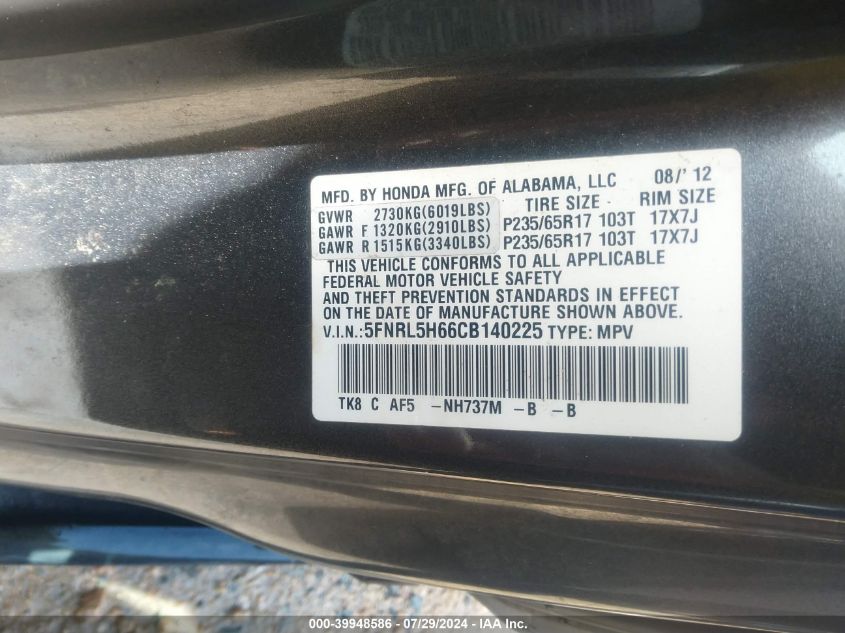 MFD. BY HONDA MFG. OF ALABAMA, LLC 08/'12
TIRE SIZE - RIM SIZE
GVWR 2730KG(6019LBS)
GAWR F 1320KG(2910LBS) P235/65R17 103T 17X7J
GAWR R 1515KG(3340LBS) P235/65R17 103T 17X7J
THIS VEHICLE CONFORMS TO ALL APPLICABLE
FEDERAL MOTOR VEHICLE SAFETY
AND THEFT PREVENTION STANDARDS IN EFFECT
ON THE DATE OF MANUFACTURE SHOWN ABOVE.
V.I.N.:5FNRL5H66CB140225 TYPE: MPV
TK8 C AF5 -NH737M -B -B
000-39948586 - 07/29/2024 - IAA Inc.